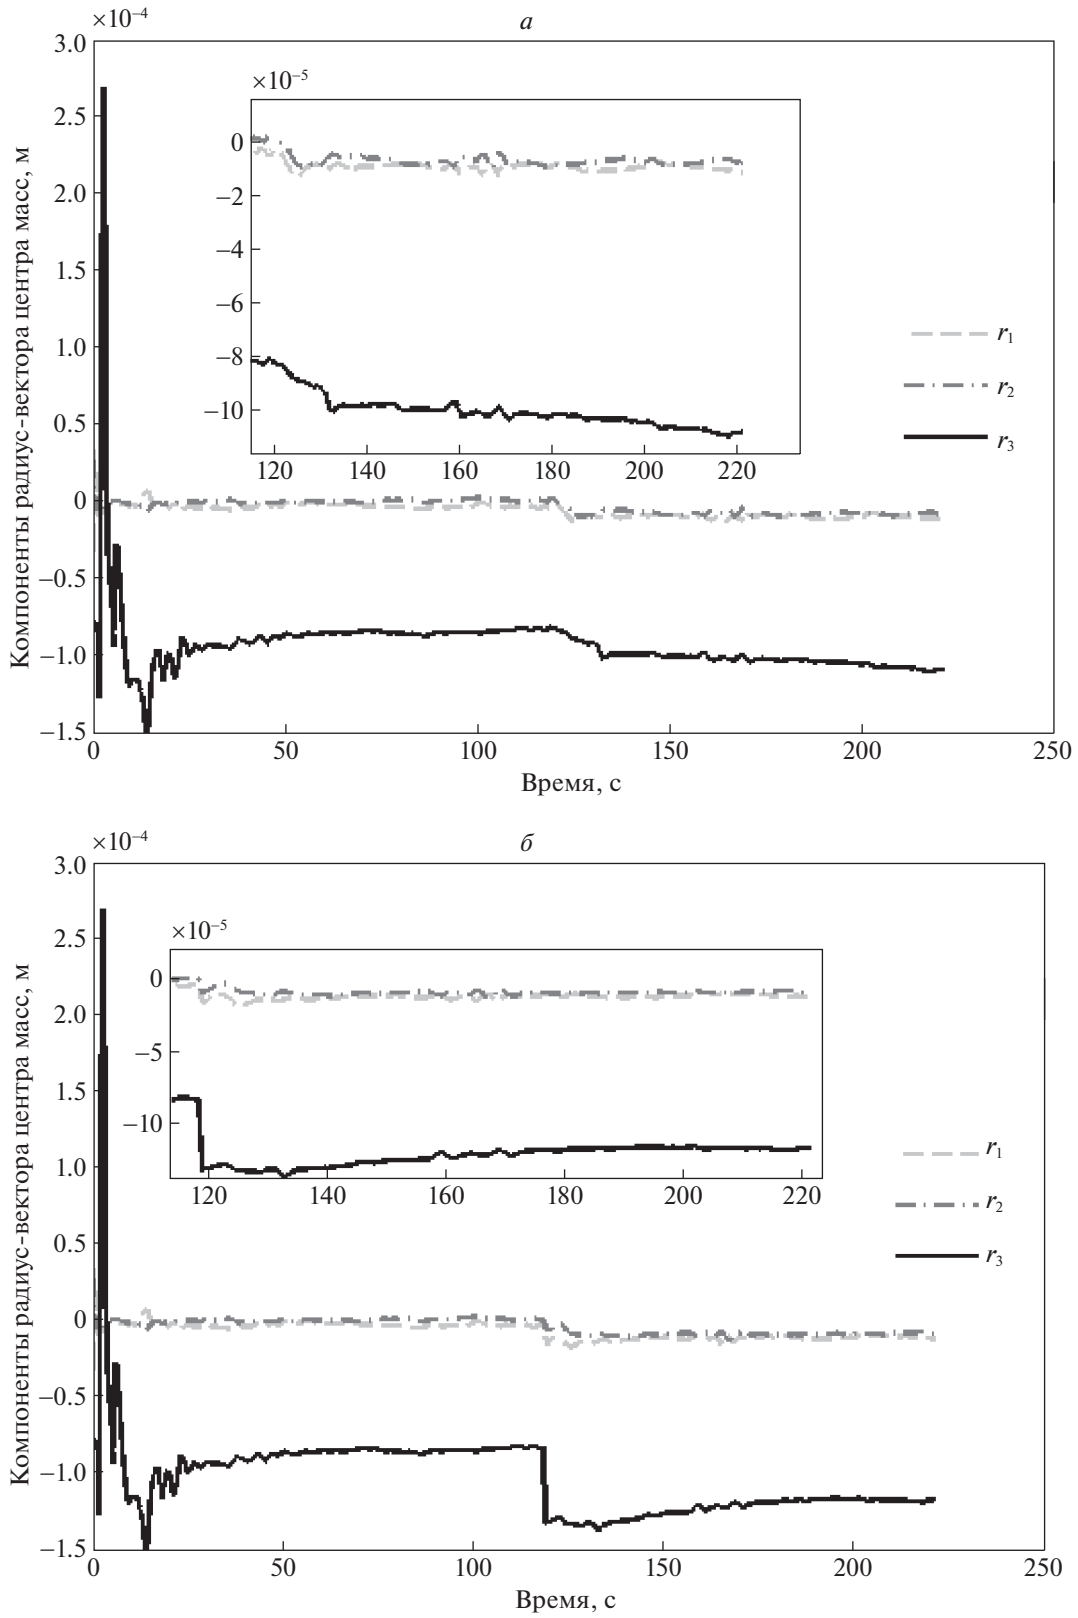 ×10⁻⁴
а
3.0
2.5
2.0
1.5
1.0
0.5
0
−0.5
−1.0
−1.5
Компоненты радиус-вектора центра масс, м
×10⁻⁵
0
−2
−4
−6
−8
−10
120 140 160 180 200 220
r₁
r₂
r₃
0 50 100 150 200 250
Время, с
×10⁻⁴
б
3.0
2.5
2.0
1.5
1.0
0.5
0
−0.5
−1.0
−1.5
Компоненты радиус-вектора центра масс, м
×10⁻⁵
0
−5
−10
120 140 160 180 200 220
r₁
r₂
r₃
0 50 100 150 200 250
Время, с